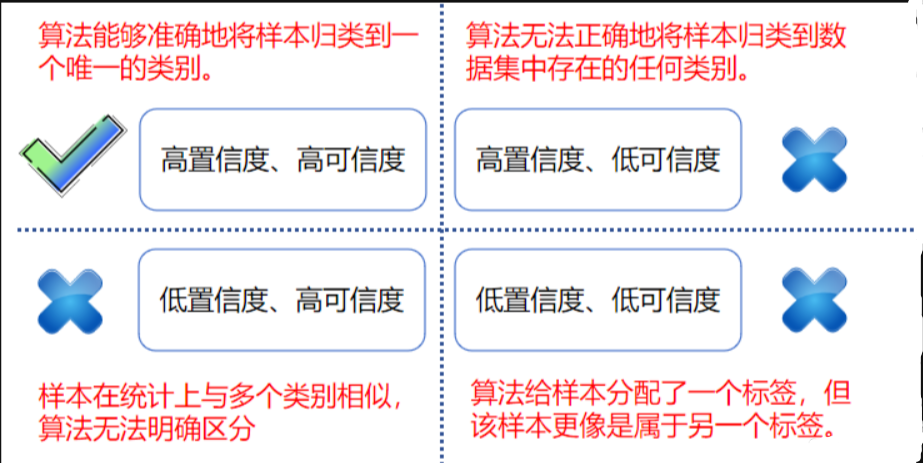 算法能够准确地将样本归类到一
个唯一的类别。
算法无法正确地将样本归类到数
据集中存在的任何类别。
高置信度、高可信度
高置信度、低可信度
低置信度、高可信度
低置信度、低可信度
样本在统计上与多个类别相似，
算法无法明确区分
算法给样本分配了一个标签，但
该样本更像是属于另一个标签。